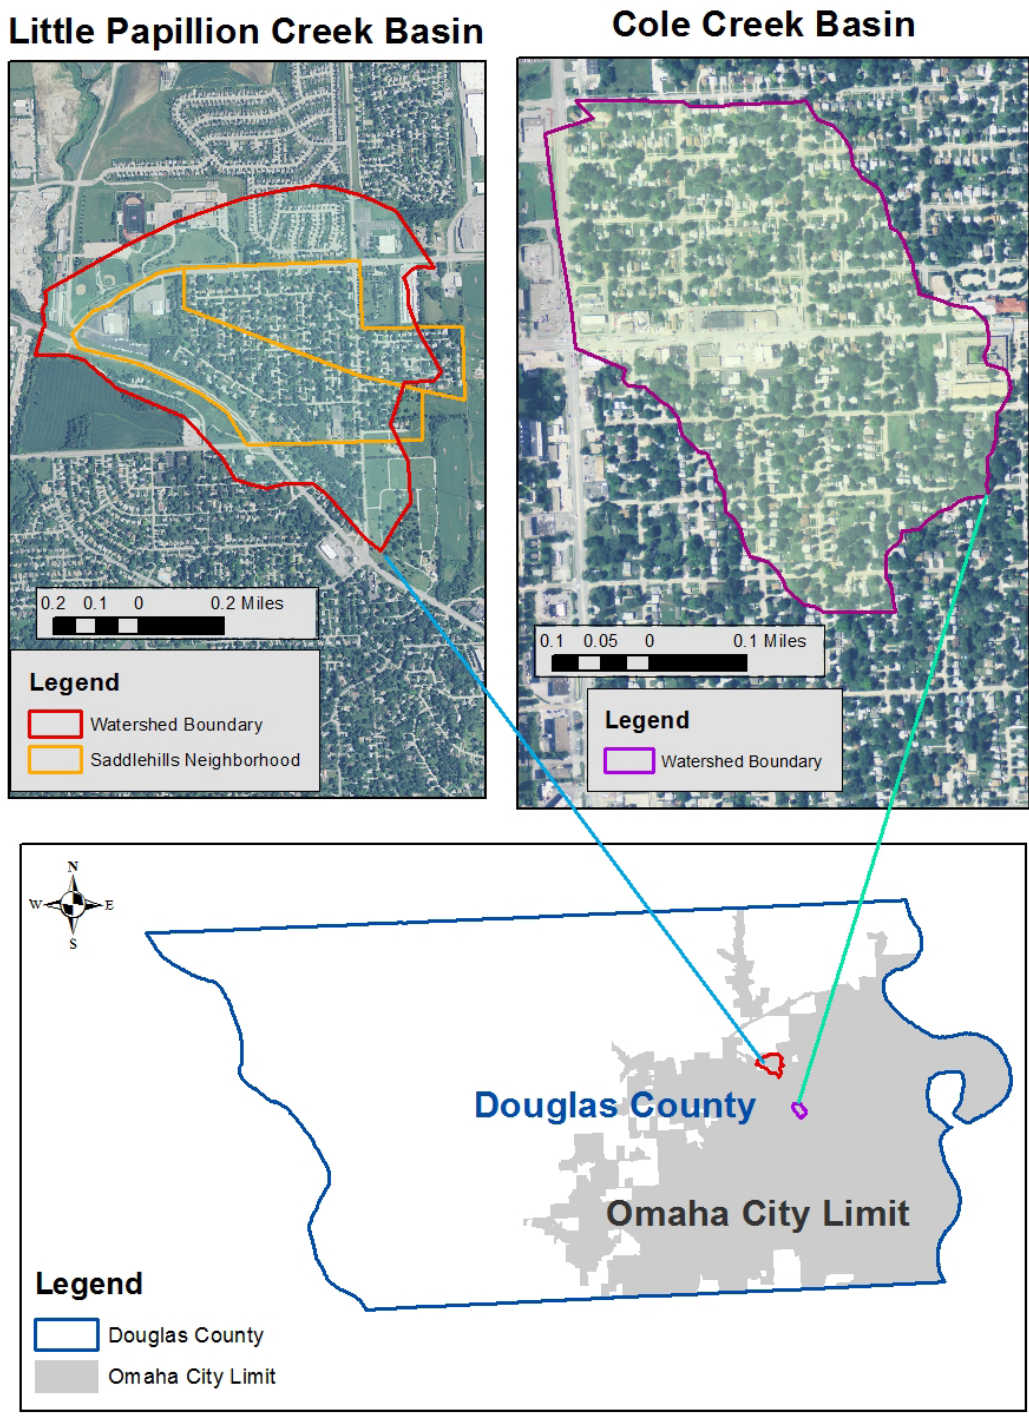 Little Papillion Creek Basin
Cole Creek Basin
0.2 0.1 0 0.2 Miles
Legend
Watershed Boundary
Saddlehills Neighborhood
0.1 0.05 0 0.1 Miles
Legend
Watershed Boundary
N
W E
S
Douglas County
Omaha City Limit
Legend
Douglas County
Omaha City Limit